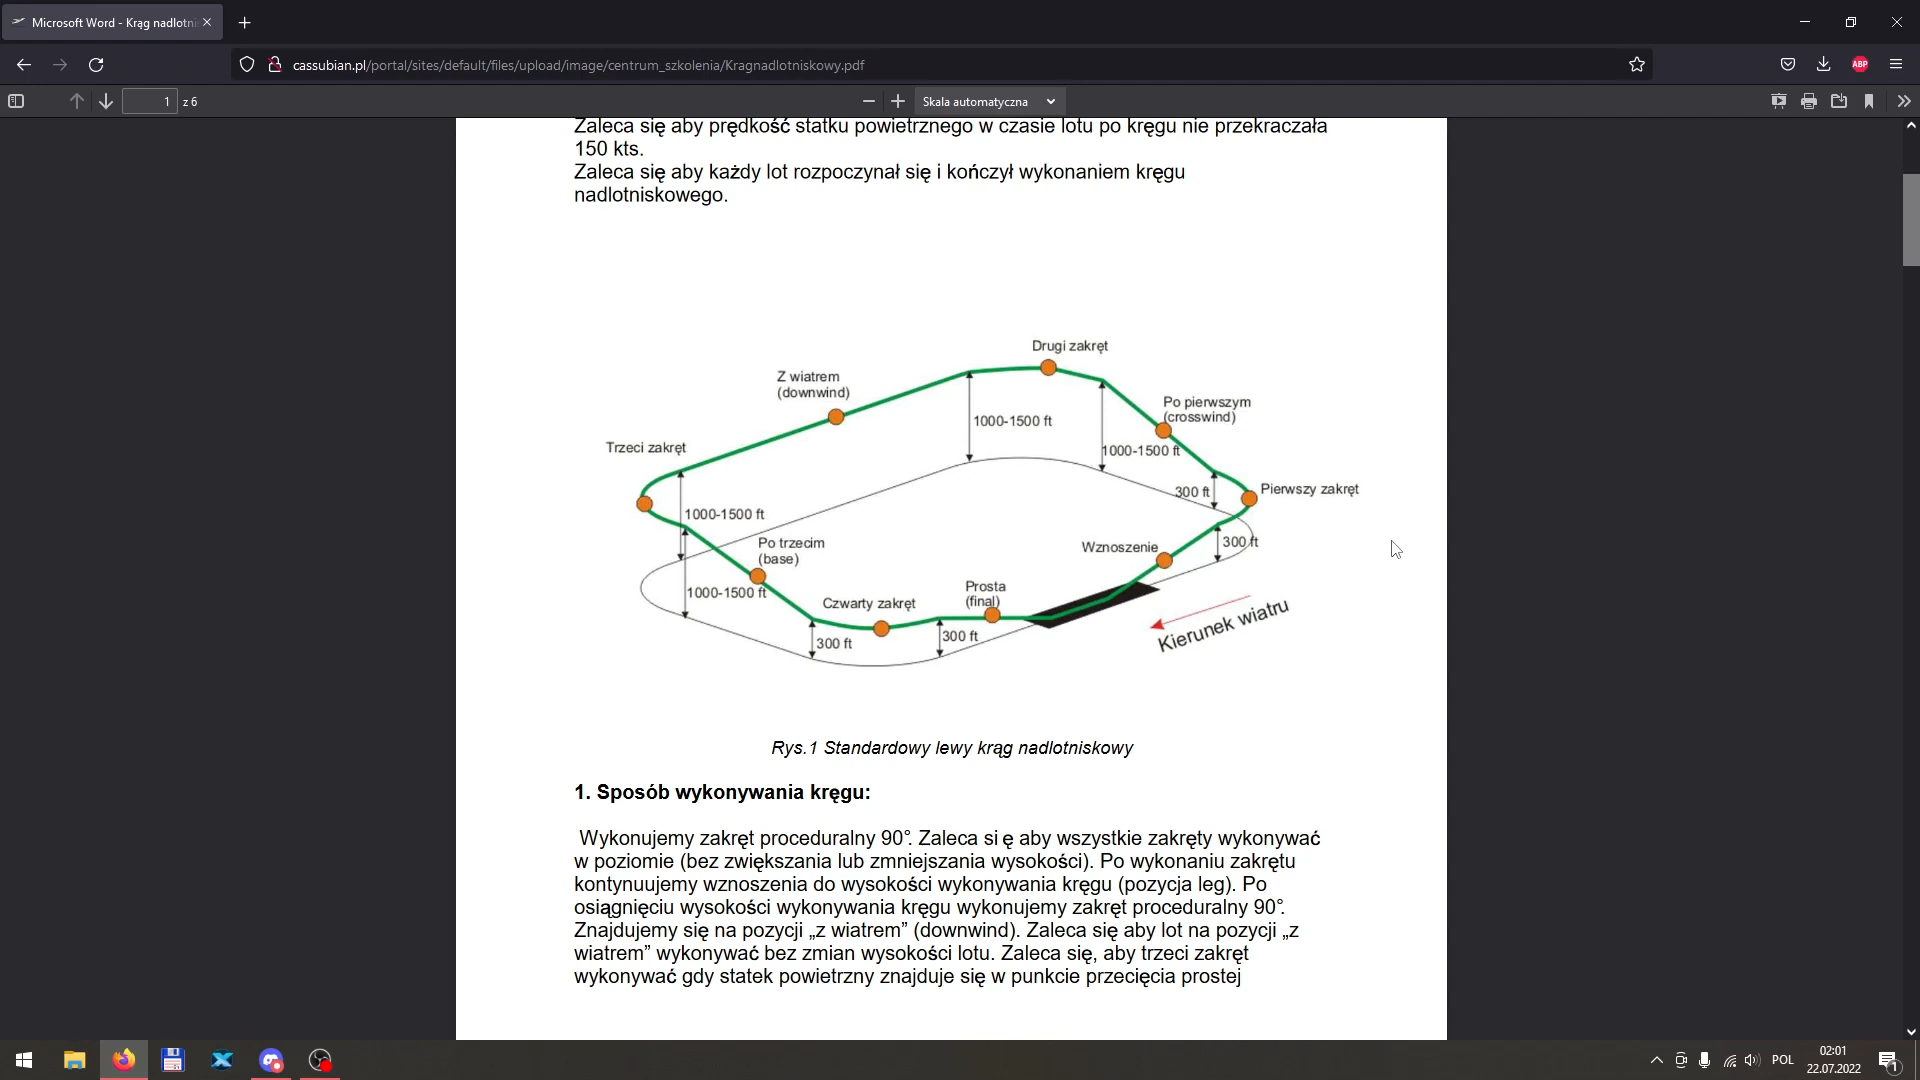 Microsoft Word - Krąg nadlotni
cassubian.pl/portal/sites/default/files/upload/image/centrum_szkolenia/Kragnadlotniskowy.pdf
ABP
1 z 6
Skala automatyczna
Zaleca się aby prędkość statku powietrznego w czasie lotu po kręgu nie przekraczała
150 kts.
Zaleca się aby każdy lot rozpoczynał się i kończył wykonaniem kręgu
nadlotniskowego.
Drugi zakręt
Z wiatrem
(downwind)
Po pierwszym
(crosswind)
1000-1500 ft
Trzeci zakręt
1000-1500 ft
300 ft
Pierwszy zakręt
1000-1500 ft
Po trzecim
(base)
Wznoszenie
300 ft
1000-1500 ft
Prosta
(final)
Czwarty zakręt
Kierunek wiatru
300 ft
300 ft
Rys.1 Standardowy lewy krąg nadlotniskowy
1. Sposób wykonywania kręgu:
Wykonujemy zakręt proceduralny 90°. Zaleca si ę aby wszystkie zakręty wykonywać
w poziomie (bez zwiększania lub zmniejszania wysokości). Po wykonaniu zakrętu
kontynuujemy wznoszenia do wysokości wykonywania kręgu (pozycja leg). Po
osiągnięciu wysokości wykonywania kręgu wykonujemy zakręt proceduralny 90°.
Znajdujemy się na pozycji „z wiatrem” (downwind). Zaleca się aby lot na pozycji „z
wiatrem” wykonywać bez zmian wysokości lotu. Zaleca się, aby trzeci zakręt
wykonywać gdy statek powietrzny znajduje się w punkcie przecięcia prostej
POL
02:01
22.07.2022
1